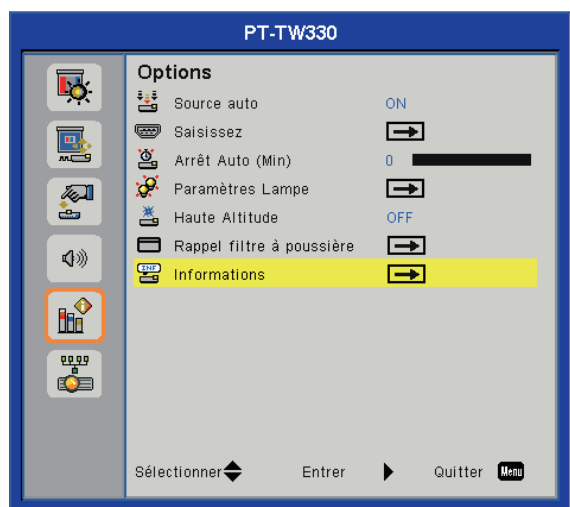 PT-TW330
Options
Source auto ON
Saisissez
Arrêt Auto (Min) 0
Paramètres Lampe
Haute Altitude OFF
Rappel filtre à poussière
INF Informations
Sélectionner Entrer Quitter Menu